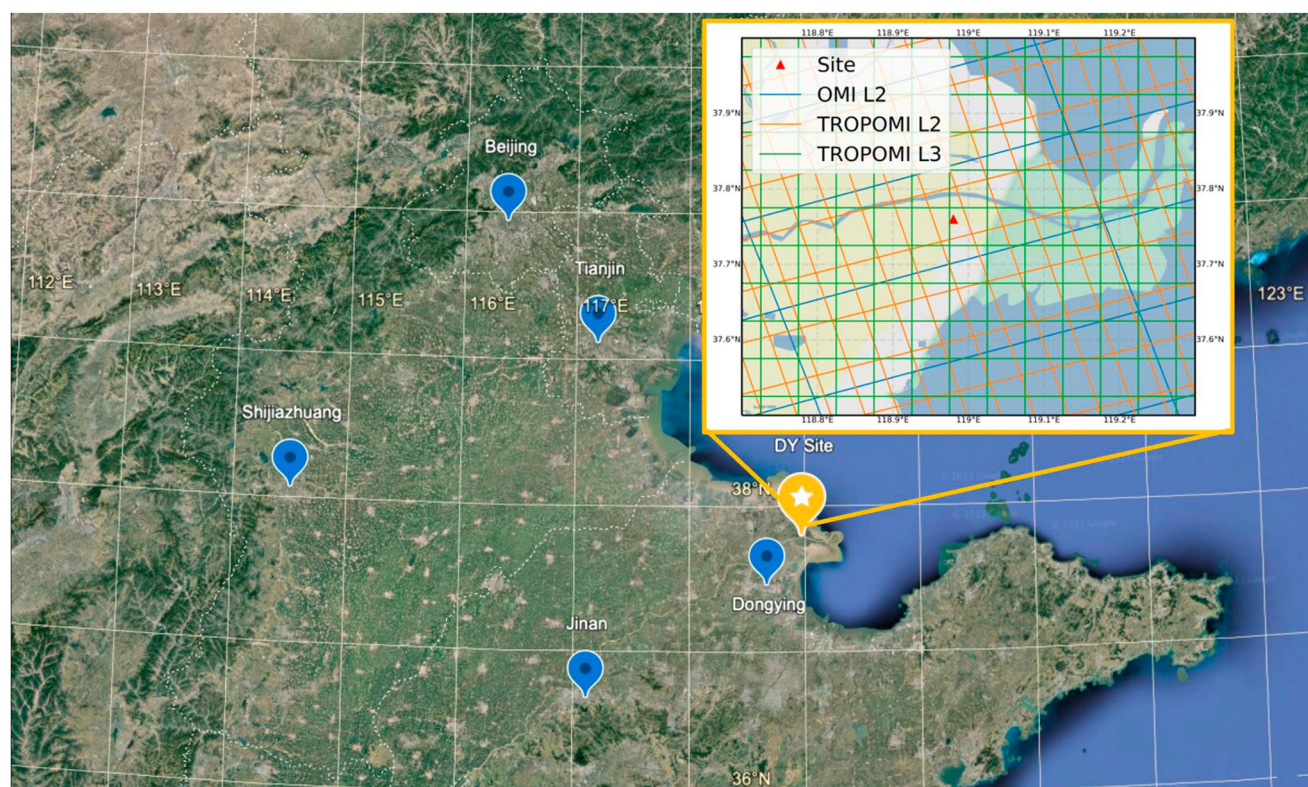 118.8°E 118.9°E 119°E 119.1°E 119.2°E
Site
OMI L2
TROPOMI L2
TROPOMI L3
37.9°N 37.9°N
37.8°N 37.8°N
37.7°N 37.7°N
37.6°N 37.6°N
118.8°E 118.9°E 119°E 119.1°E 119.2°E
Beijing
Tianjin
112°E 113°E 114°E 115°E 116°E 117°E 123°E
Shijiazhuang
DY Site
38°N
© 2023 Google
Dongying
Jinan
36°N